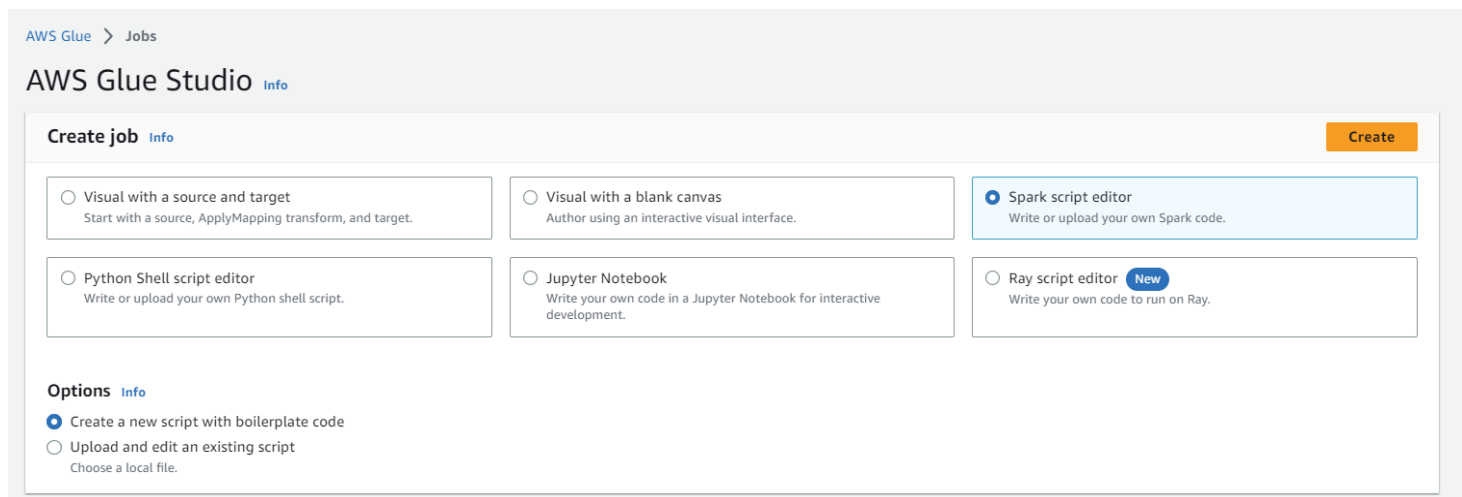 AWS Glue > Jobs
AWS Glue Studio Info
Create job Info
Create
Visual with a source and target
Start with a source, ApplyMapping transform, and target.
Visual with a blank canvas
Author using an interactive visual interface.
Spark script editor
Write or upload your own Spark code.
Python Shell script editor
Write or upload your own Python shell script.
Jupyter Notebook
Write your own code in a Jupyter Notebook for interactive
development.
Ray script editor New
Write your own code to run on Ray.
Options Info
Create a new script with boilerplate code
Upload and edit an existing script
Choose a local file.